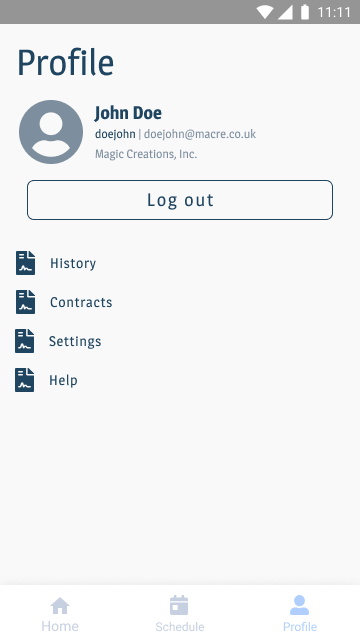 11:11
Profile
John Doe
doejohn | doejohn@macre.co.uk
Magic Creations, Inc.
Log out
History
Contracts
Settings
Help
Home
Schedule
Profile